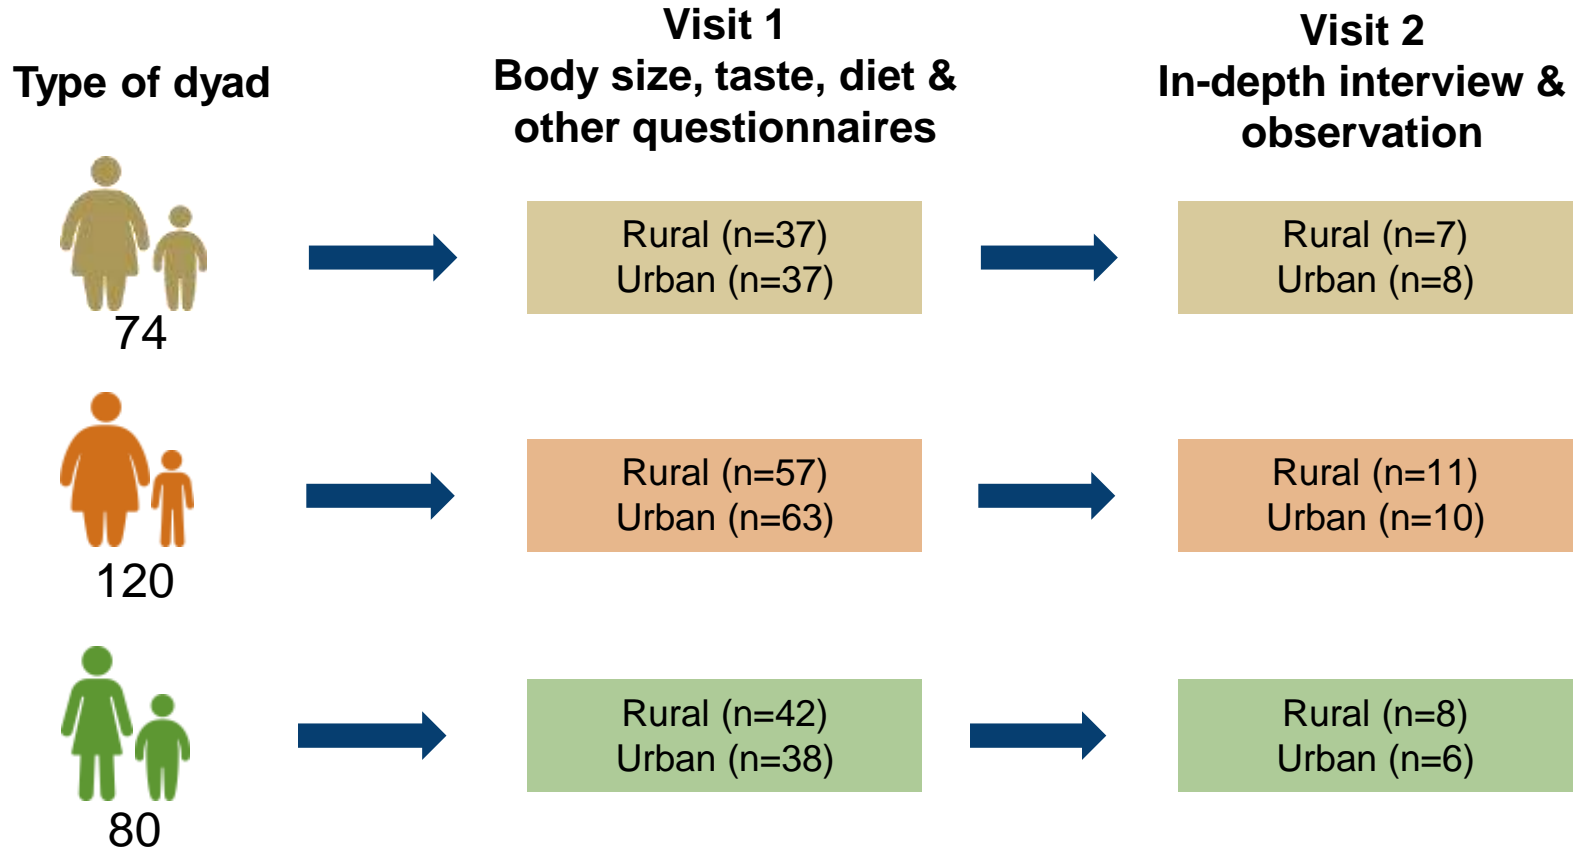 Type of dyad
Visit 1
Body size, taste, diet &
other questionnaires
Visit 2
In-depth interview &
observation
74
Rural (n=37)
Urban (n=37)
Rural (n=7)
Urban (n=8)
120
Rural (n=57)
Urban (n=63)
Rural (n=11)
Urban (n=10)
80
Rural (n=42)
Urban (n=38)
Rural (n=8)
Urban (n=6)